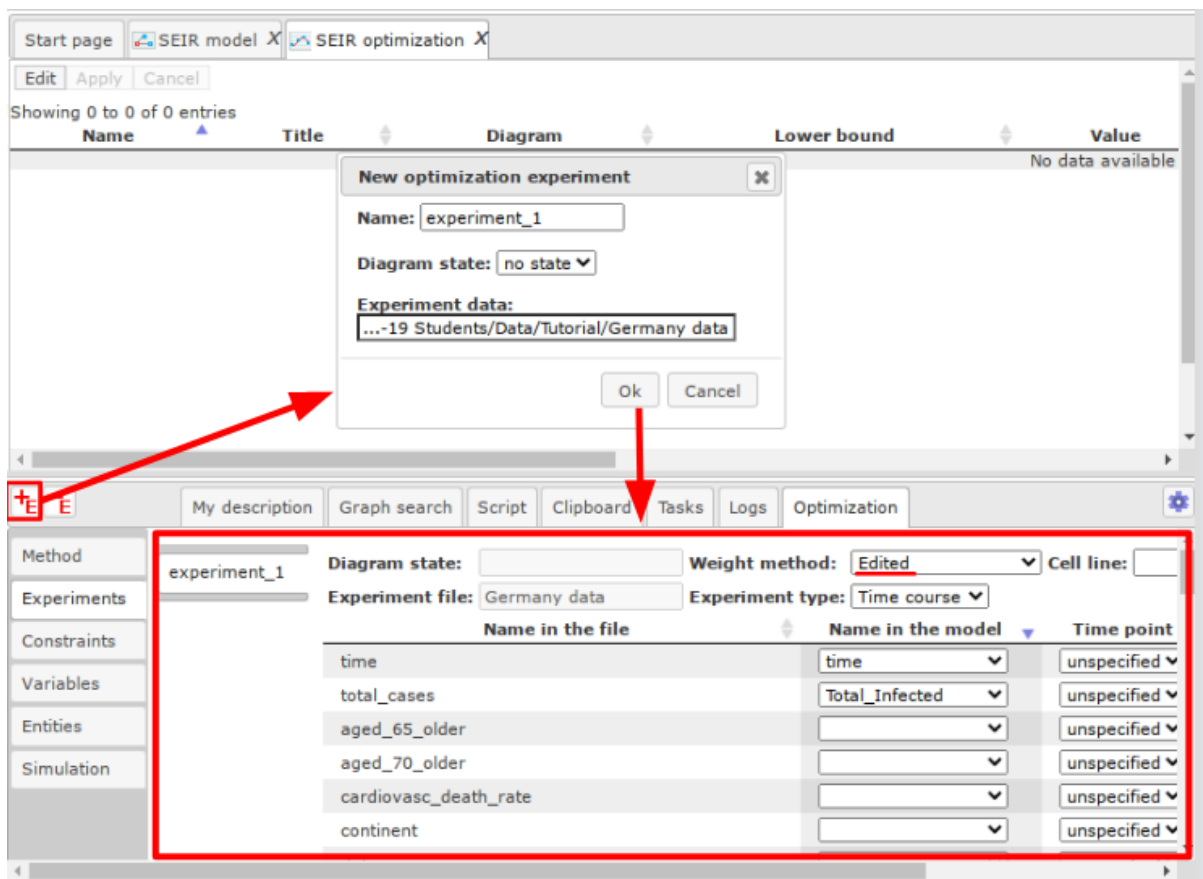 Start page SEIR model X SEIR optimization X
Edit Apply Cancel
Showing 0 to 0 of 0 entries
Name Title Diagram Lower bound Value
No data available
New optimization experiment
Name: experiment_1
Diagram state: no state
Experiment data:
...-19 Students/Data/Tutorial/Germany data
Ok Cancel
+E E My description Graph search Script Clipboard Tasks Logs Optimization
Method
Experiments
Constraints
Variables
Entities
Simulation
experiment_1
Diagram state: Weight method: Edited Cell line:
Experiment file: Germany data Experiment type: Time course
Name in the file Name in the model Time point
time time unspecified
total_cases Total_Infected unspecified
aged_65_older unspecified
aged_70_older unspecified
cardiovasc_death_rate unspecified
continent unspecified